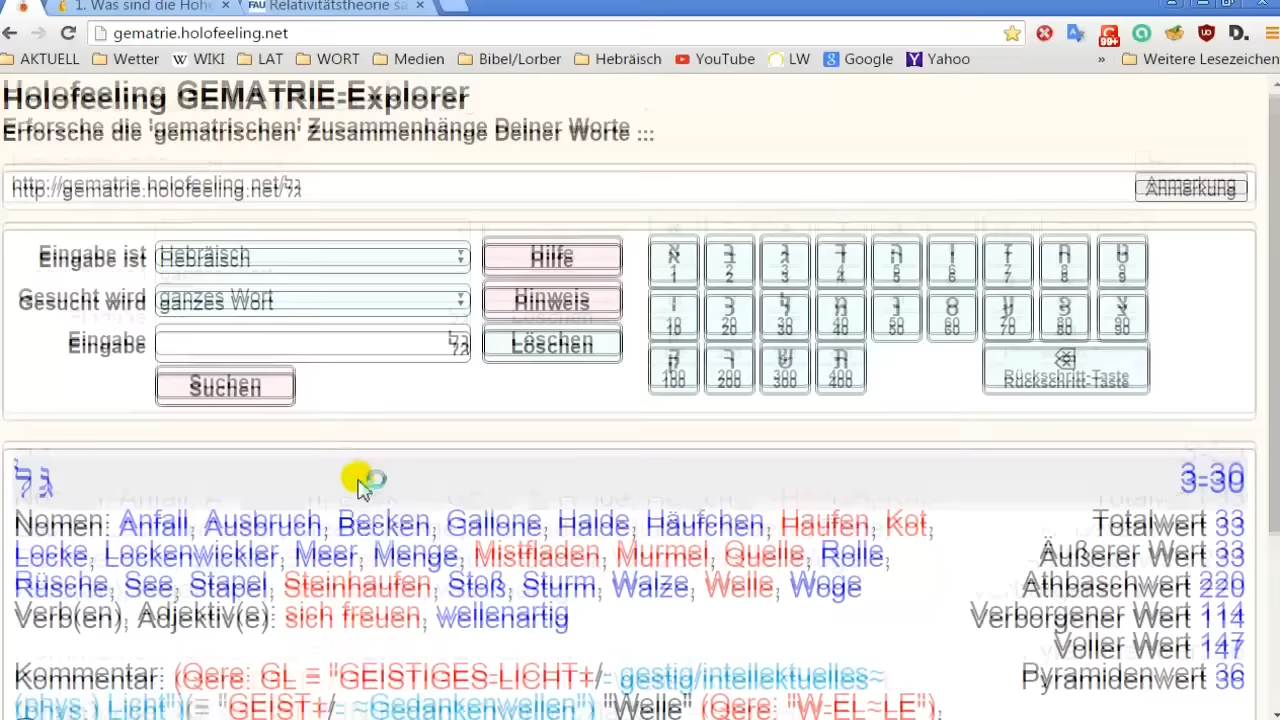 1. Was sind die Hohe
Relativitätstheorie sa
gematrie.holofeeling.net
99+
AKTUELL Wetter WIKI LAT WORT Medien Bibel/Lorber Hebräisch YouTube LW Google Yahoo » Weitere Lesezeichen
Holofeeling GEMATRIE-Explorer
Erforsche die 'gematrischen' Zusammenhänge Deiner Worte :::
http://gematrie.holofeeling.net/גל Anmerkung
Eingabe ist Hebräisch Hilfe
Gesucht wird ganzes Wort Hinweis
Eingabe גל Löschen
Suchen
א ב ג ד ה ו ז ח ט
1 2 3 4 5 6 7 8 9
י כ ל מ נ ס ע פ צ
10 20 30 40 50 60 70 80 90
ק ר ש ת
100 200 300 400 Rückschritt-Taste
גל 3-30
Nomen: Anfall, Ausbruch, Becken, Gallone, Halde, Häufchen, Haufen, Kot, Totalwert 33
Locke, Lockenwickler, Meer, Menge, Mistfladen, Murmel, Quelle, Rolle, Äußerer Wert 33
Rüsche, See, Stapel, Steinhaufen, Stoß, Sturm, Walze, Welle, Woge Athbaschwert 220
Verb(en), Adjektiv(e): sich freuen, wellenartig Verborgener Wert 114
Voller Wert 147
Kommentar: (Qere: GL = "GEISTIGES-LICHT+/- gestig/intellektuelles≈ Pyramidenwert 36
(phys.) Licht")(= "GEIST+/- ≈Gedankenwellen") "Welle" (Qere: "W=EL≈LE"),